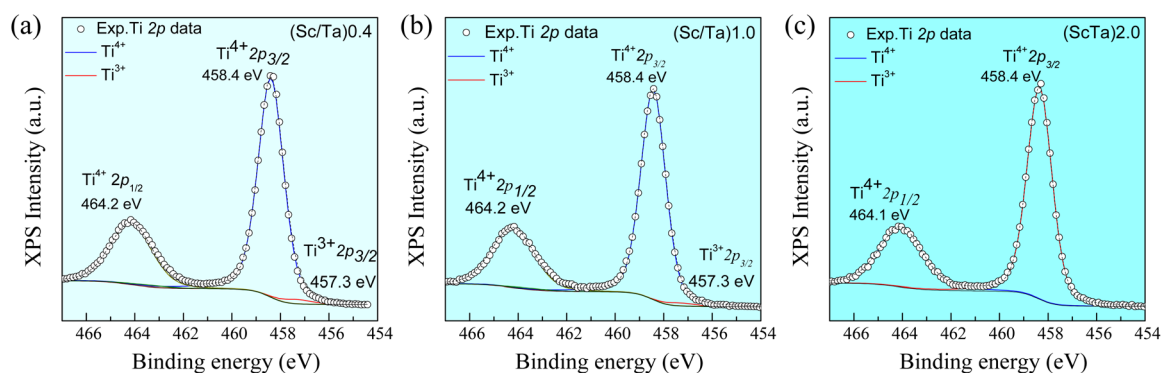 (a)
Exp.Ti 2p data
(Sc/Ta)0.4
Ti4+
Ti3+
Ti4+ 2p3/2
458.4 eV
Ti4+ 2p1/2
464.2 eV
Ti3+ 2p3/2
457.3 eV
XPS Intensity (a.u.)
466 464 462 460 458 456 454
Binding energy (eV)
(b)
Exp.Ti 2p data
(Sc/Ta)1.0
Ti4+
Ti3+
Ti4+ 2p3/2
458.4 eV
Ti4+ 2p1/2
464.2 eV
Ti3+ 2p3/2
457.3 eV
XPS Intensity (a.u.)
466 464 462 460 458 456 454
Binding energy (eV)
(c)
Exp.Ti 2p data
(ScTa)2.0
Ti4+
Ti3+
Ti4+ 2p3/2
458.4 eV
Ti4+ 2p1/2
464.1 eV
XPS Intensity (a.u.)
466 464 462 460 458 456 454
Binding energy (eV)